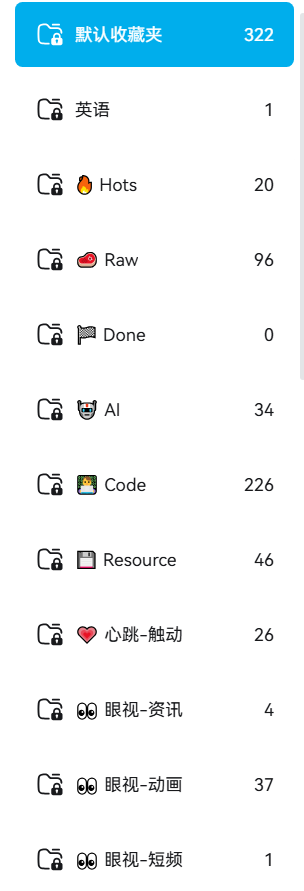 默认收藏夹 322
英语 1
🔥 Hots 20
🥩 Raw 96
🏁 Done 0
🤖 AI 34
👨‍💻 Code 226
💾 Resource 46
💗 心跳-触动 26
👀 眼视-资讯 4
👀 眼视-动画 37
👀 眼视-短频 1